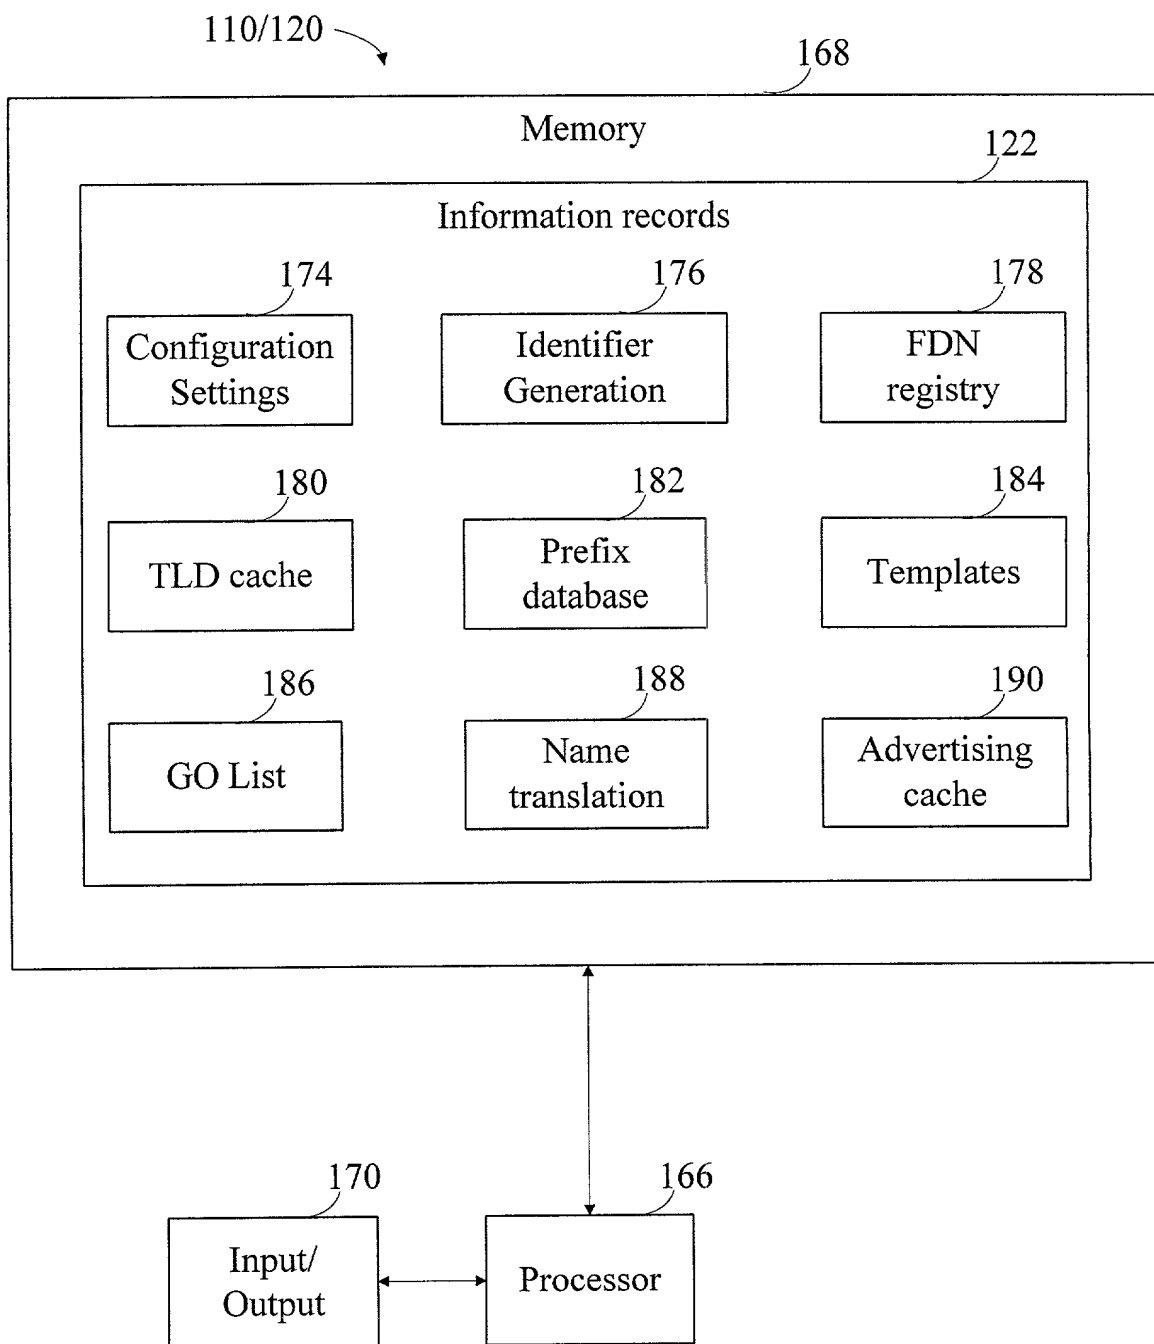 110/120
168
Memory
122
Information records
174
176
178
Configuration
Settings
Identifier
Generation
FDN
registry
180
182
184
TLD cache
Prefix
database
Templates
186
188
190
GO List
Name
translation
Advertising
cache
170
166
Input/
Output
Processor